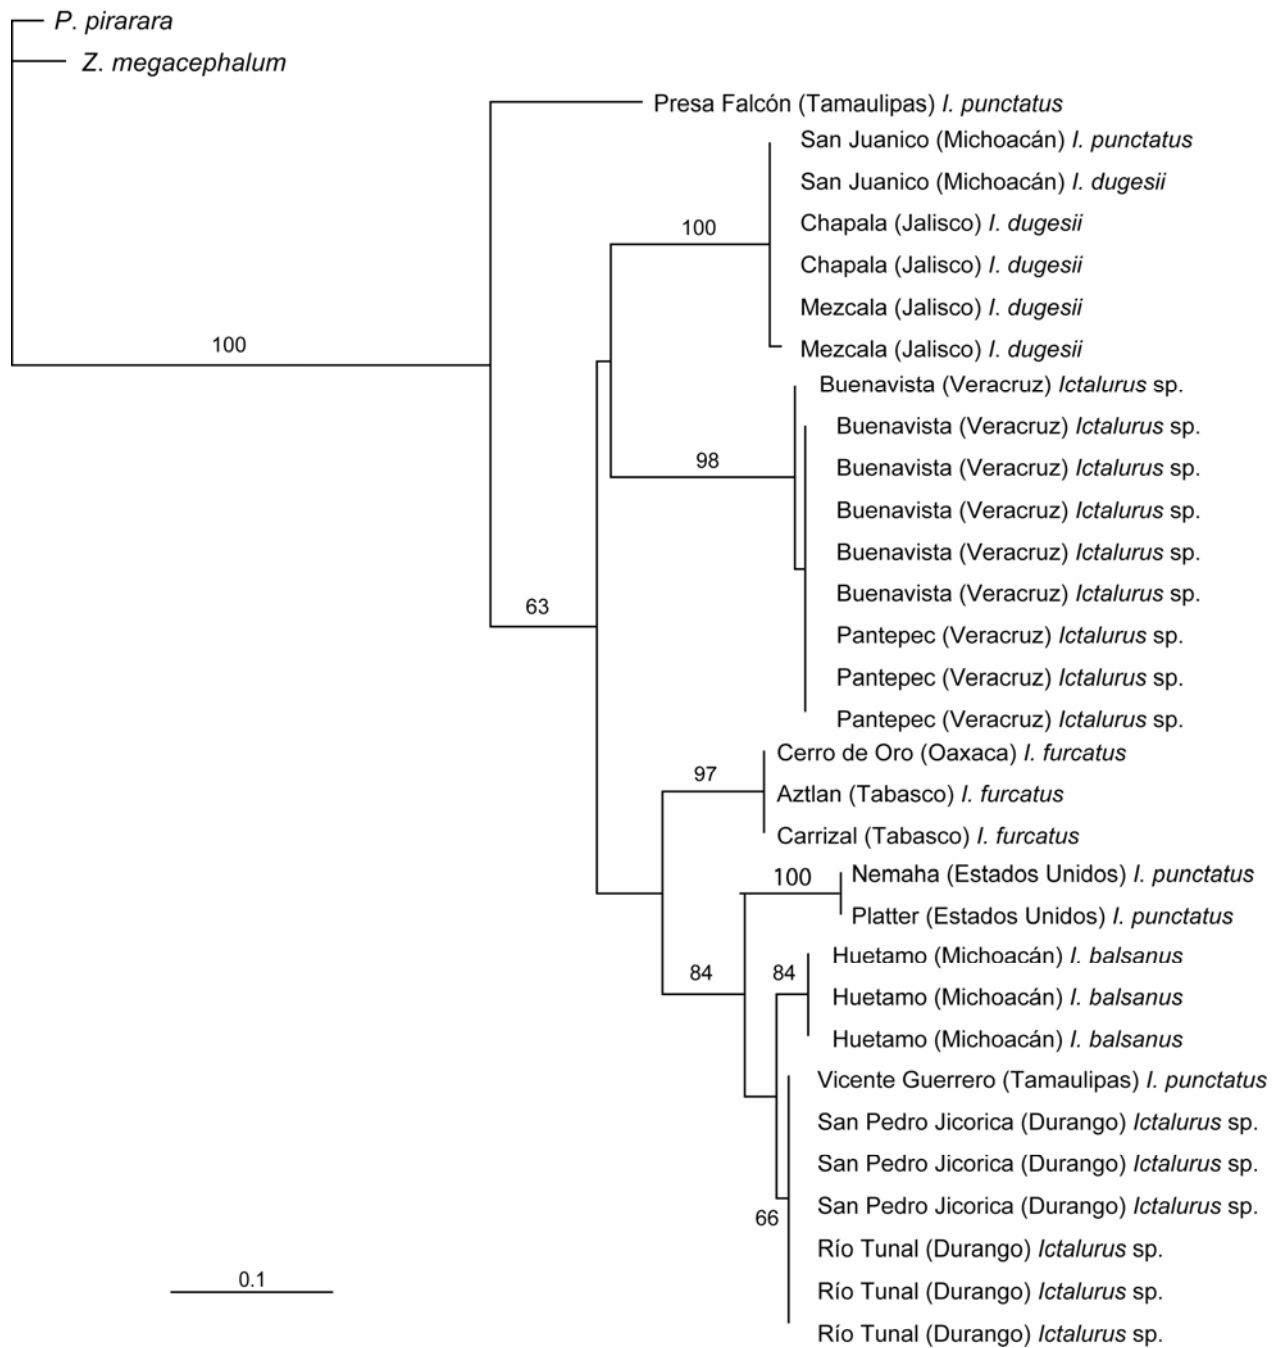 P. pirarara
Z. megacephalum
Presa Falcón (Tamaulipas) I. punctatus
San Juanico (Michoacán) I. punctatus
San Juanico (Michoacán) I. dugesii
100
Chapala (Jalisco) I. dugesii
Chapala (Jalisco) I. dugesii
Mezcala (Jalisco) I. dugesii
100
Mezcala (Jalisco) I. dugesii
Buenavista (Veracruz) Ictalurus sp.
Buenavista (Veracruz) Ictalurus sp.
98
Buenavista (Veracruz) Ictalurus sp.
Buenavista (Veracruz) Ictalurus sp.
Buenavista (Veracruz) Ictalurus sp.
Buenavista (Veracruz) Ictalurus sp.
63
Pantepec (Veracruz) Ictalurus sp.
Pantepec (Veracruz) Ictalurus sp.
Pantepec (Veracruz) Ictalurus sp.
Cerro de Oro (Oaxaca) I. furcatus
97
Aztlan (Tabasco) I. furcatus
Carrizal (Tabasco) I. furcatus
100
Nemaha (Estados Unidos) I. punctatus
Platter (Estados Unidos) I. punctatus
Huetamo (Michoacán) I. balsanus
84
84
Huetamo (Michoacán) I. balsanus
Huetamo (Michoacán) I. balsanus
Vicente Guerrero (Tamaulipas) I. punctatus
San Pedro Jicorica (Durango) Ictalurus sp.
San Pedro Jicorica (Durango) Ictalurus sp.
San Pedro Jicorica (Durango) Ictalurus sp.
66
Río Tunal (Durango) Ictalurus sp.
0.1
Río Tunal (Durango) Ictalurus sp.
Río Tunal (Durango) Ictalurus sp.